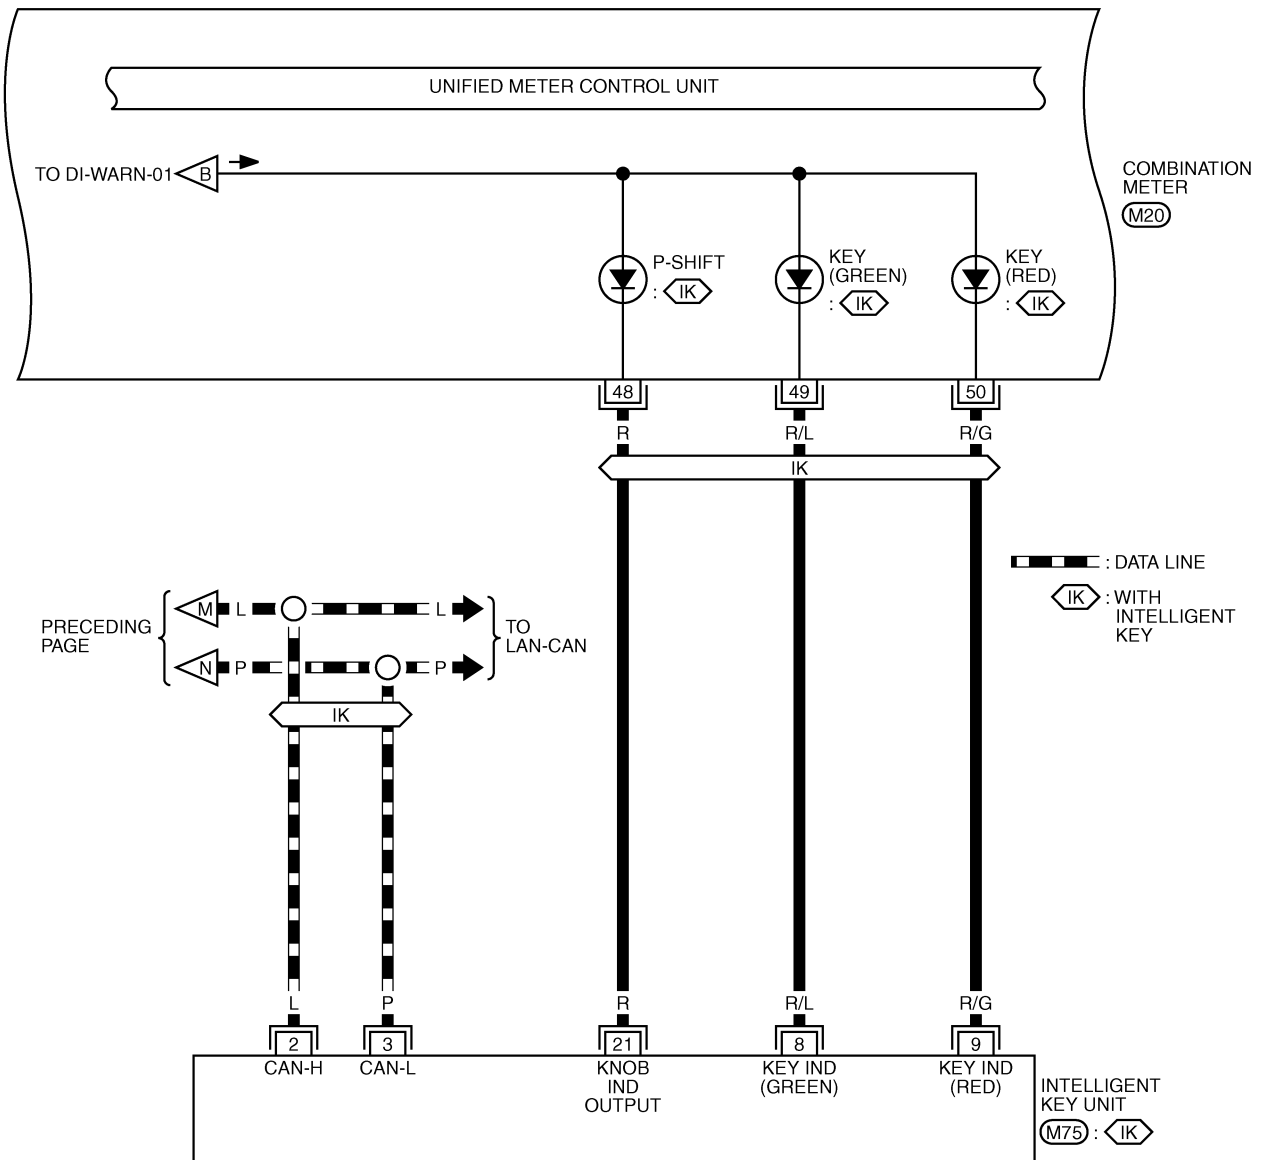 UNIFIED METER CONTROL UNIT
TO DI-WARN-01
B
COMBINATION
METER
M20
P-SHIFT
: IK
KEY
(GREEN)
: IK
KEY
(RED)
: IK
48
49
50
R
R/L
R/G
IK
: DATA LINE
IK : WITH
INTELLIGENT
KEY
PRECEDING
PAGE
M L L
N P P
TO
LAN-CAN
IK
L
P
R
R/L
R/G
2
3
21
8
9
CAN-H
CAN-L
KNOB
IND
OUTPUT
KEY IND
(GREEN)
KEY IND
(RED)
INTELLIGENT
KEY UNIT
M75 : IK